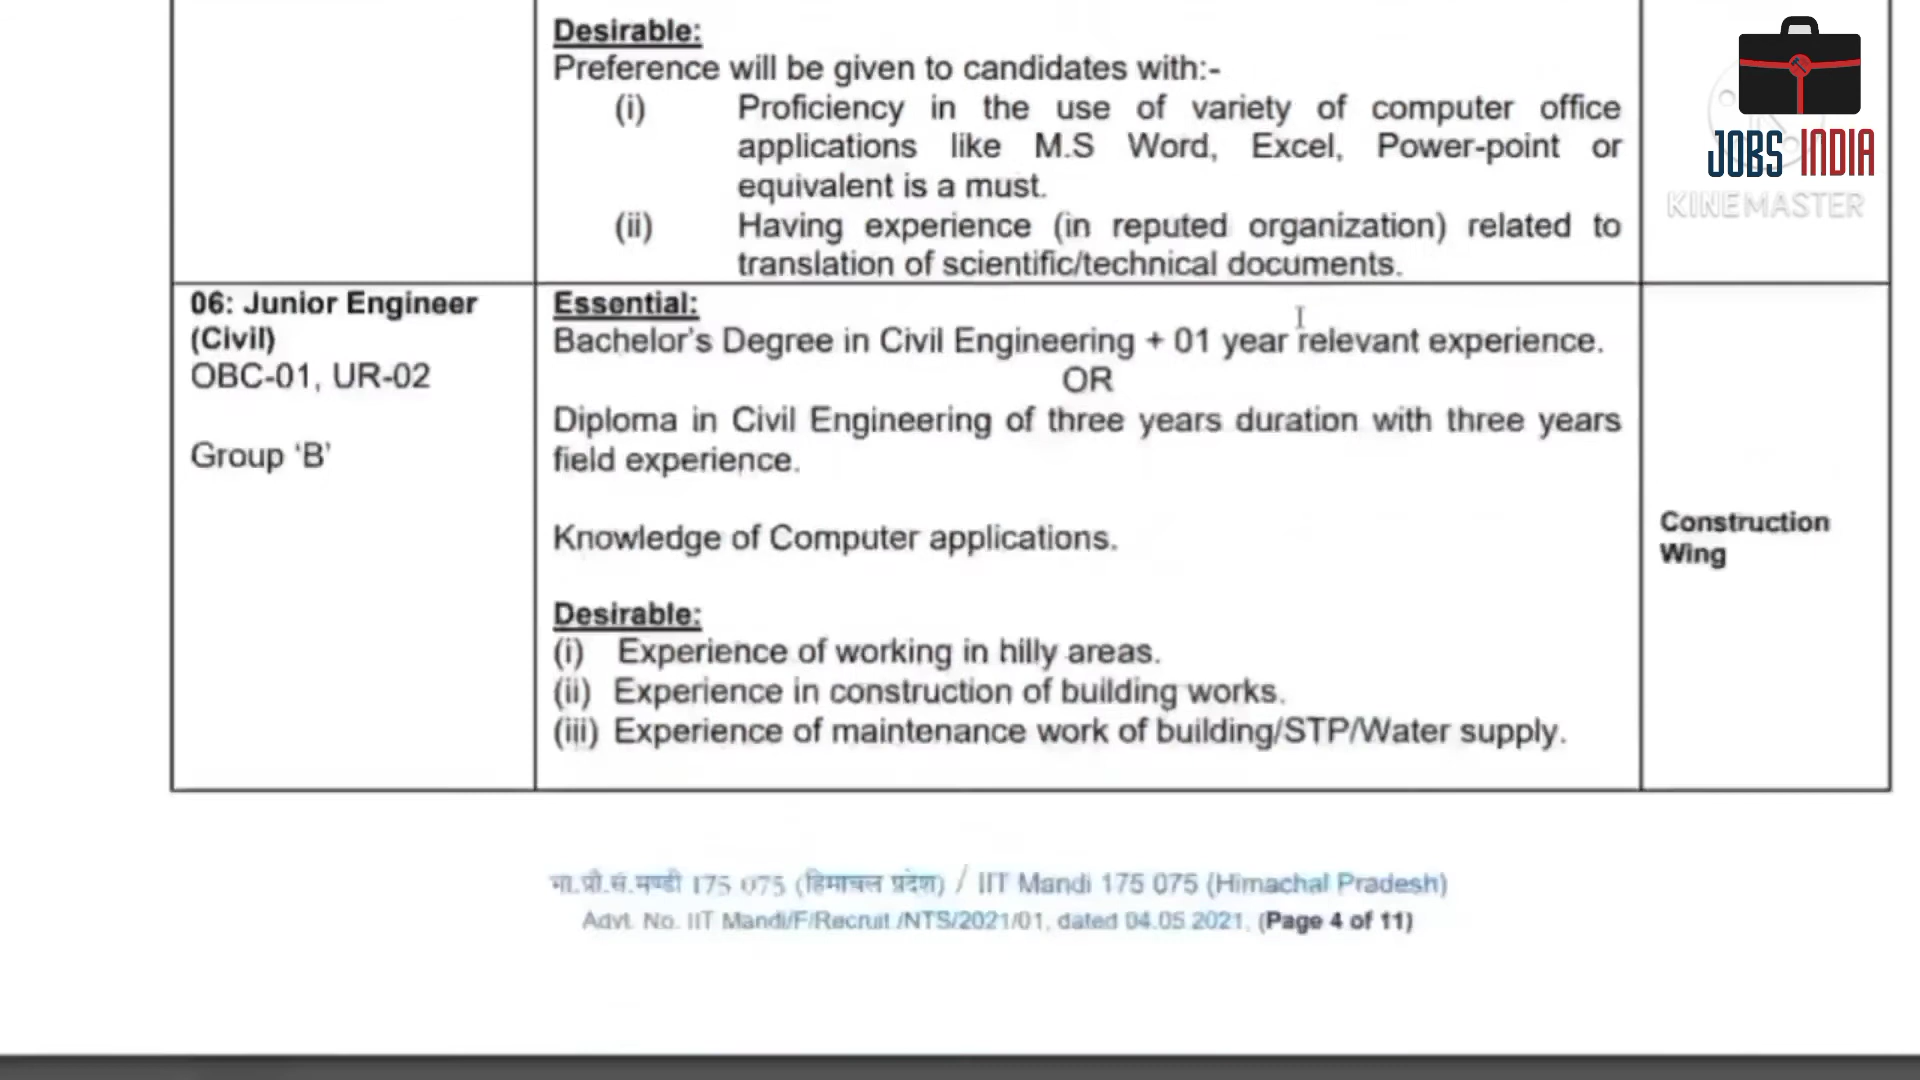 Desirable:
Preference will be given to candidates with:-
(i) Proficiency in the use of variety of computer office
applications like M.S Word, Excel, Power-point or
equivalent is a must.
(ii) Having experience (in reputed organization) related to
translation of scientific/technical documents.
JOBS INDIA
KINEMASTER
06: Junior Engineer
(Civil)
OBC-01, UR-02
Group ‘B’
Essential:
Bachelor’s Degree in Civil Engineering + 01 year relevant experience.
OR
Diploma in Civil Engineering of three years duration with three years
field experience.
Knowledge of Computer applications.
Desirable:
(i) Experience of working in hilly areas.
(ii) Experience in construction of building works.
(iii) Experience of maintenance work of building/STP/Water supply.
Construction
Wing
भा.प्रौ.सं.मण्डी 175 075 (हिमाचल प्रदेश) / IIT Mandi 175 075 (Himachal Pradesh)
Advt. No. IIT Mandi/F/Recruit./NTS/2021/01, dated 04.05.2021, (Page 4 of 11)